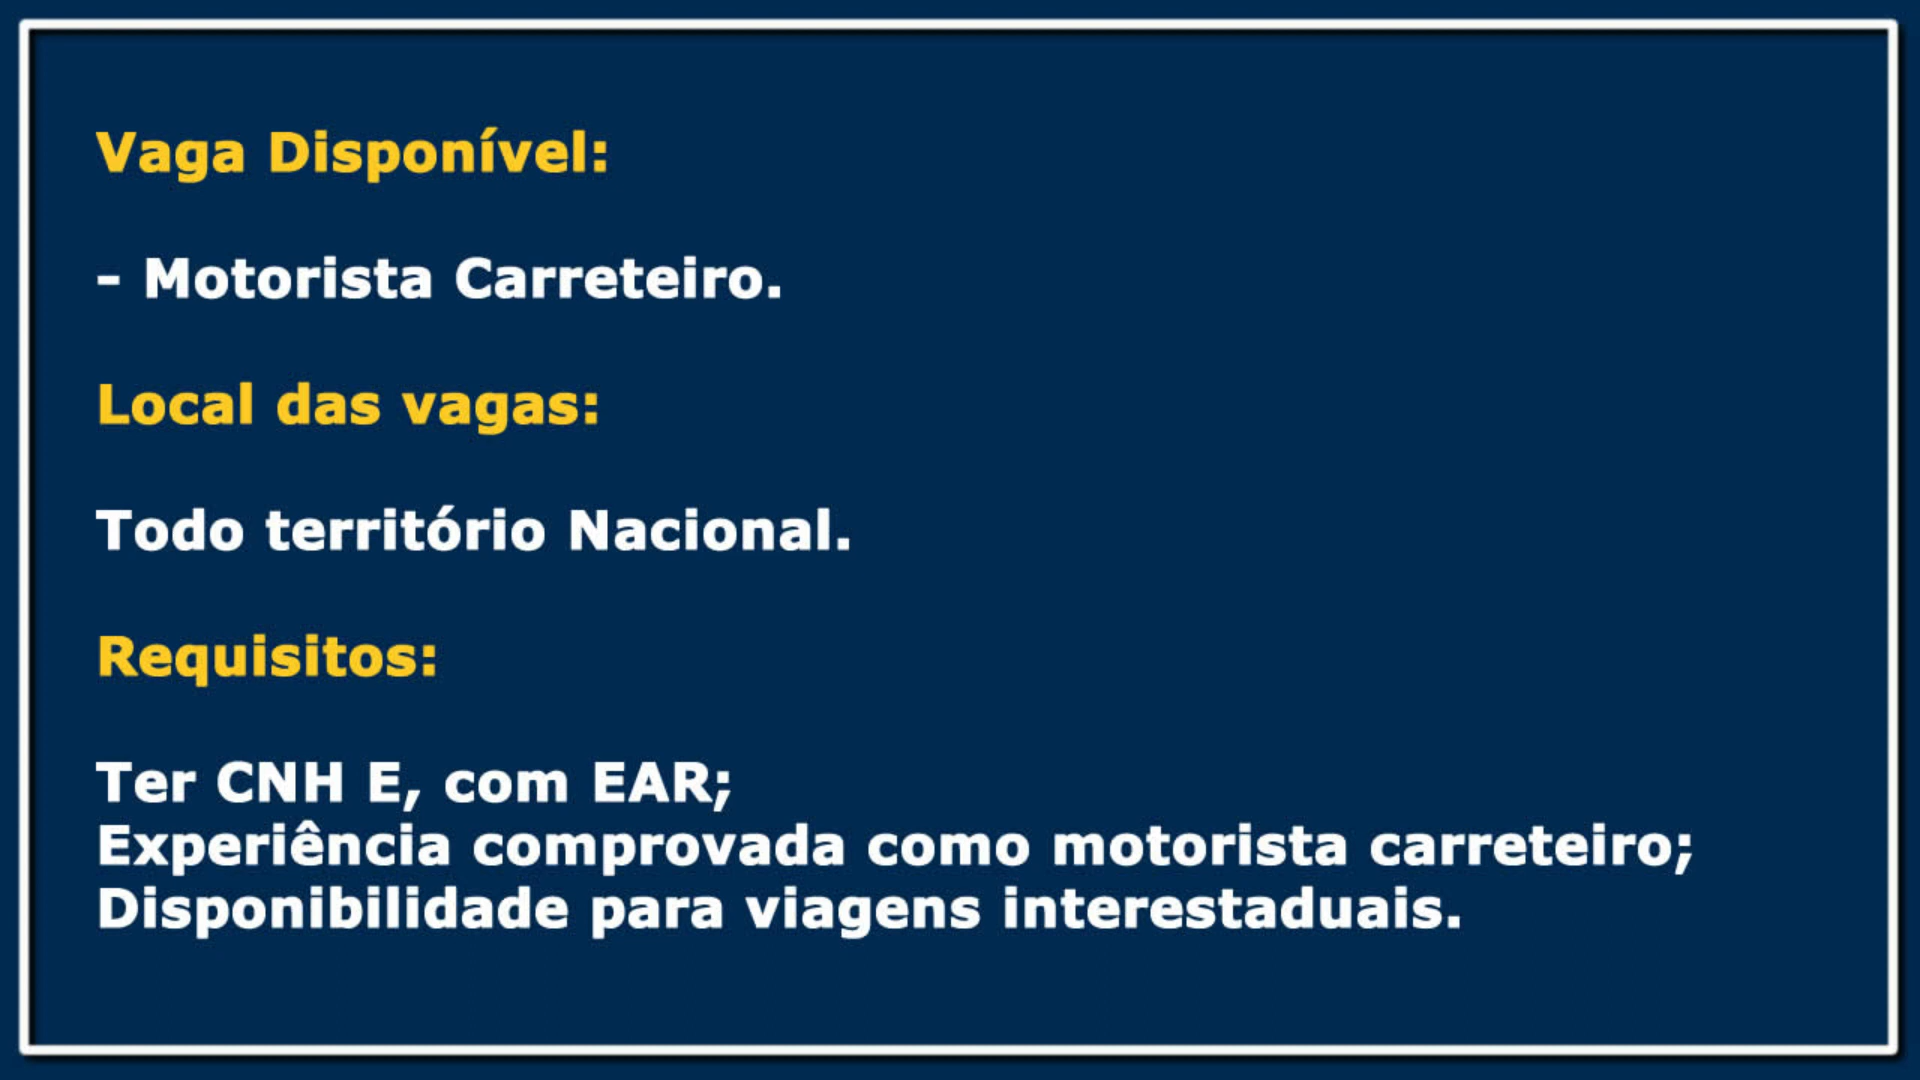 Vaga Disponível:
- Motorista Carreteiro.
Local das vagas:
Todo território Nacional.
Requisitos:
Ter CNH E, com EAR;
Experiência comprovada como motorista carreteiro;
Disponibilidade para viagens interestaduais.